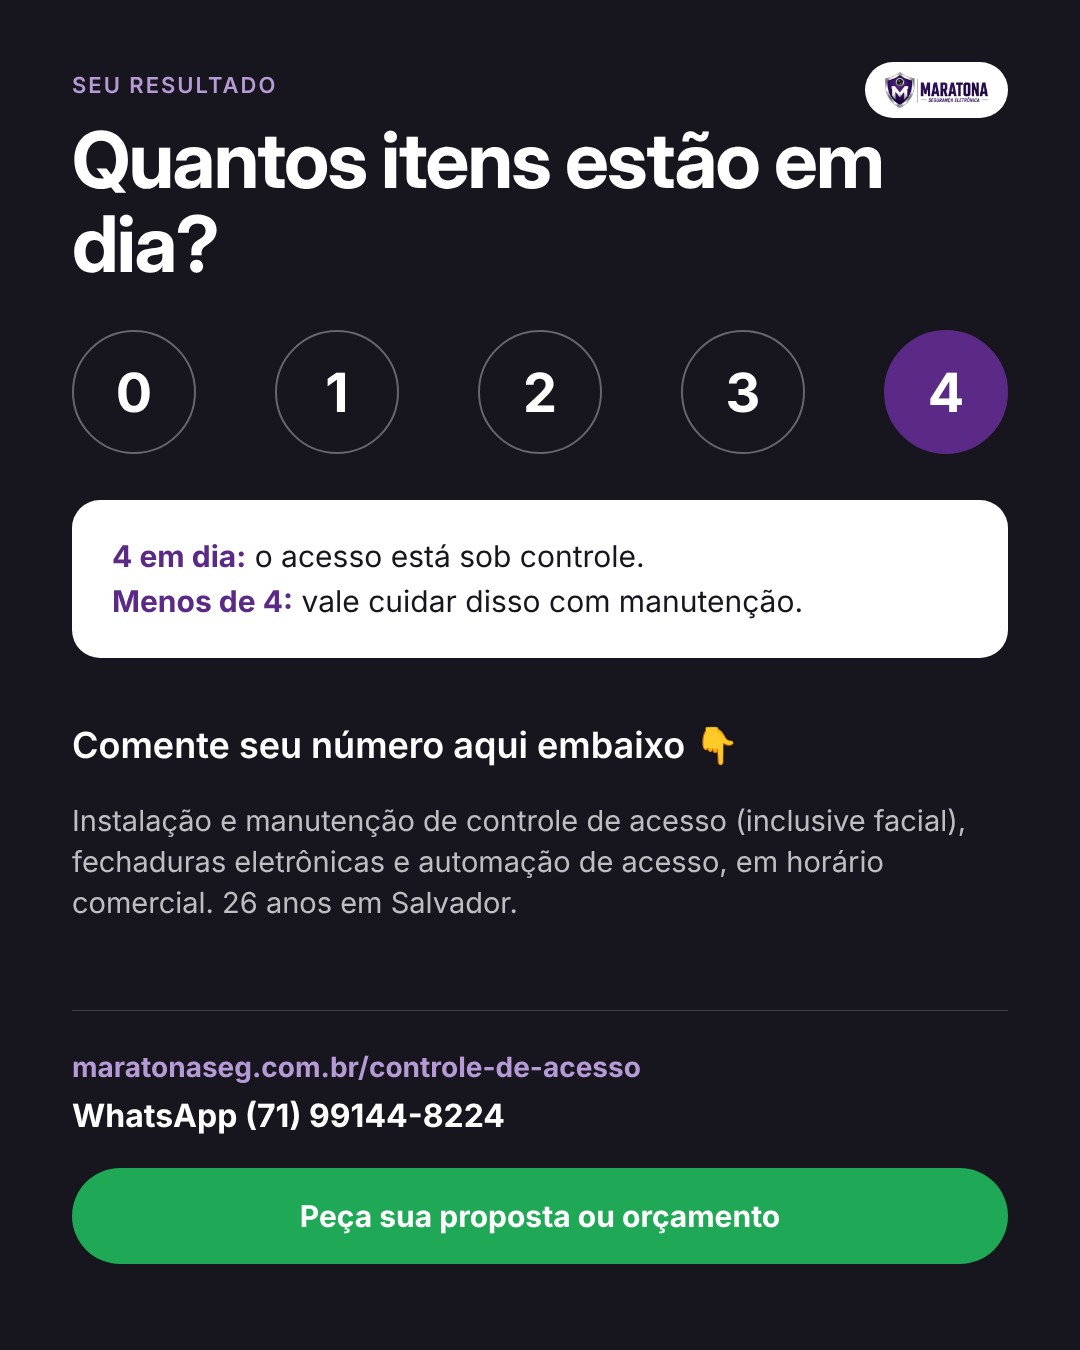 SEU RESULTADO
MARATONA
SEGURANÇA ELETRÔNICA
Quantos itens estão em
dia?
0 1 2 3 4
4 em dia: o acesso está sob controle.
Menos de 4: vale cuidar disso com manutenção.
Comente seu número aqui embaixo 👇
Instalação e manutenção de controle de acesso (inclusive facial),
fechaduras eletrônicas e automação de acesso, em horário
comercial. 26 anos em Salvador.
maratonaseg.com.br/controle-de-acesso
WhatsApp (71) 99144-8224
Peça sua proposta ou orçamento